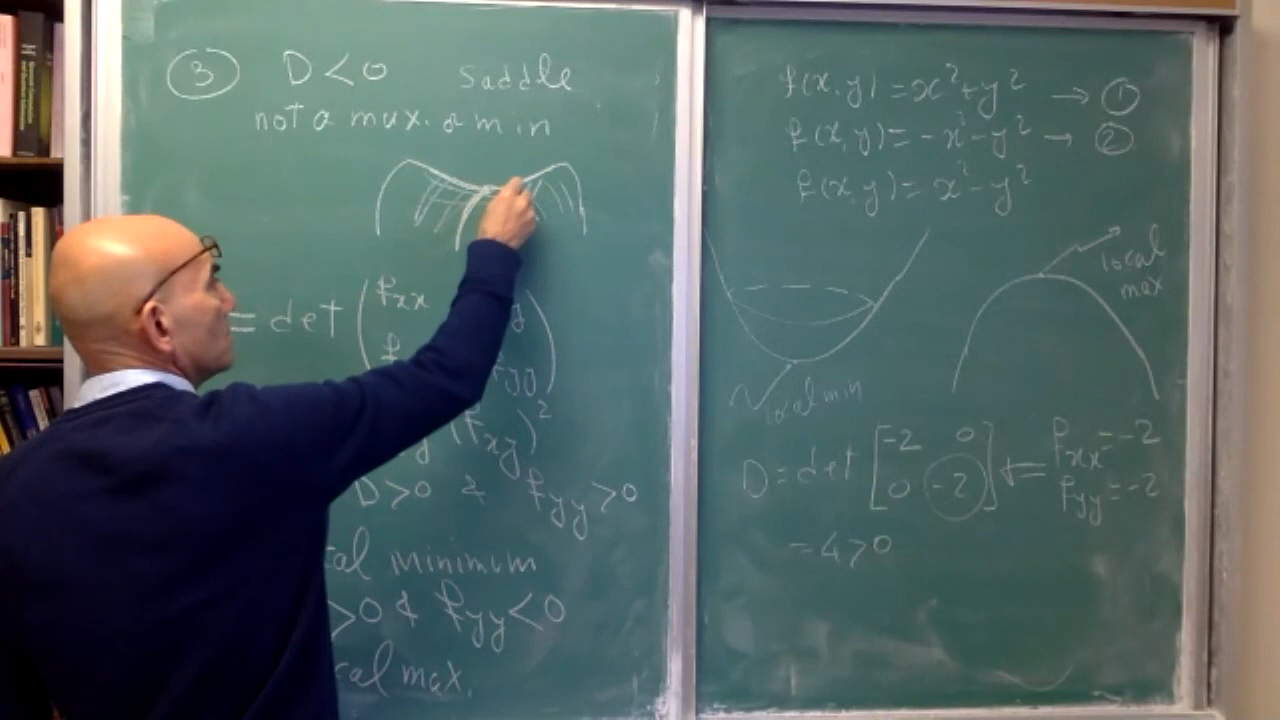 ③ D < 0 saddle
not a max. or min
= det ( fxx y
f fyy )
y (fxy)²
D > 0 & fyy > 0
cal minimum
> 0 & fyy < 0
cal max.
f(x,y) = x² + y² → ①
f(x,y) = -x² - y² → ②
f(x,y) = x² - y²
local max
local min
D = det [ -2 0
0 -2 ] ⇐ fxx = -2
fyy = -2
= 4 > 0